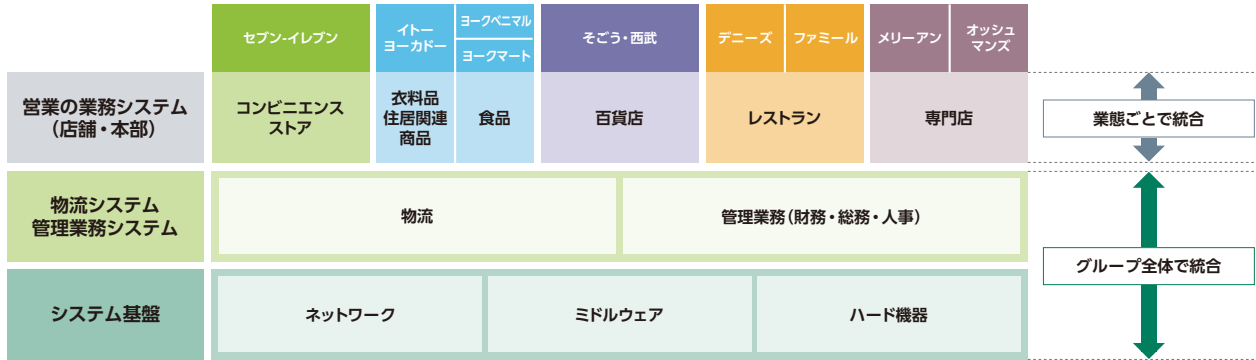 セブン-イレブン
イトー
ヨーカドー
ヨークベニマル
ヨークマート
そごう・西武
デニーズ
ファミール
メリーアン
オッシュ
マンズ
営業の業務システム
(店舗・本部)
コンビニエンス
ストア
衣料品
住居関連
商品
食品
百貨店
レストラン
専門店
業態ごとで統合
物流システム
管理業務システム
物流
管理業務(財務・総務・人事)
グループ全体で統合
システム基盤
ネットワーク
ミドルウェア
ハード機器